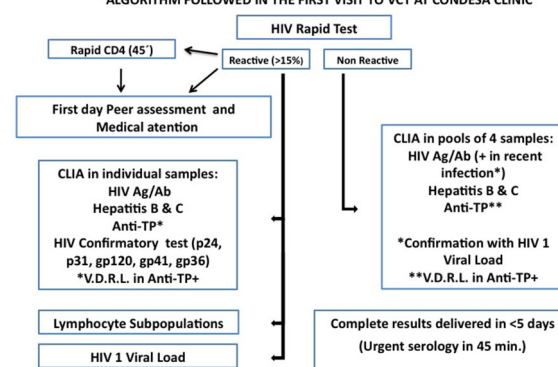 ALGORITHM FOLLOWED IN THE FIRST VISIT TO VCT AT CONDESA CLINIC
HIV Rapid Test
Rapid CD4 (45´)
Reactive (>15%)
Non Reactive
First day Peer assessment and
Medical atention
CLIA in individual samples:
HIV Ag/Ab
Hepatitis B & C
Anti-TP*
HIV Confirmatory test (p24,
p31, gp120, gp41, gp36)
*V.D.R.L. in Anti-TP+
CLIA in pools of 4 samples:
HIV Ag/Ab (+ in recent
infection*)
Hepatitis B & C
Anti-TP**
*Confirmation with HIV 1
Viral Load
**V.D.R.L. in Anti-TP+
Lymphocyte Subpopulations
HIV 1 Viral Load
Complete results delivered in <5 days
(Urgent serology in 45 min.)